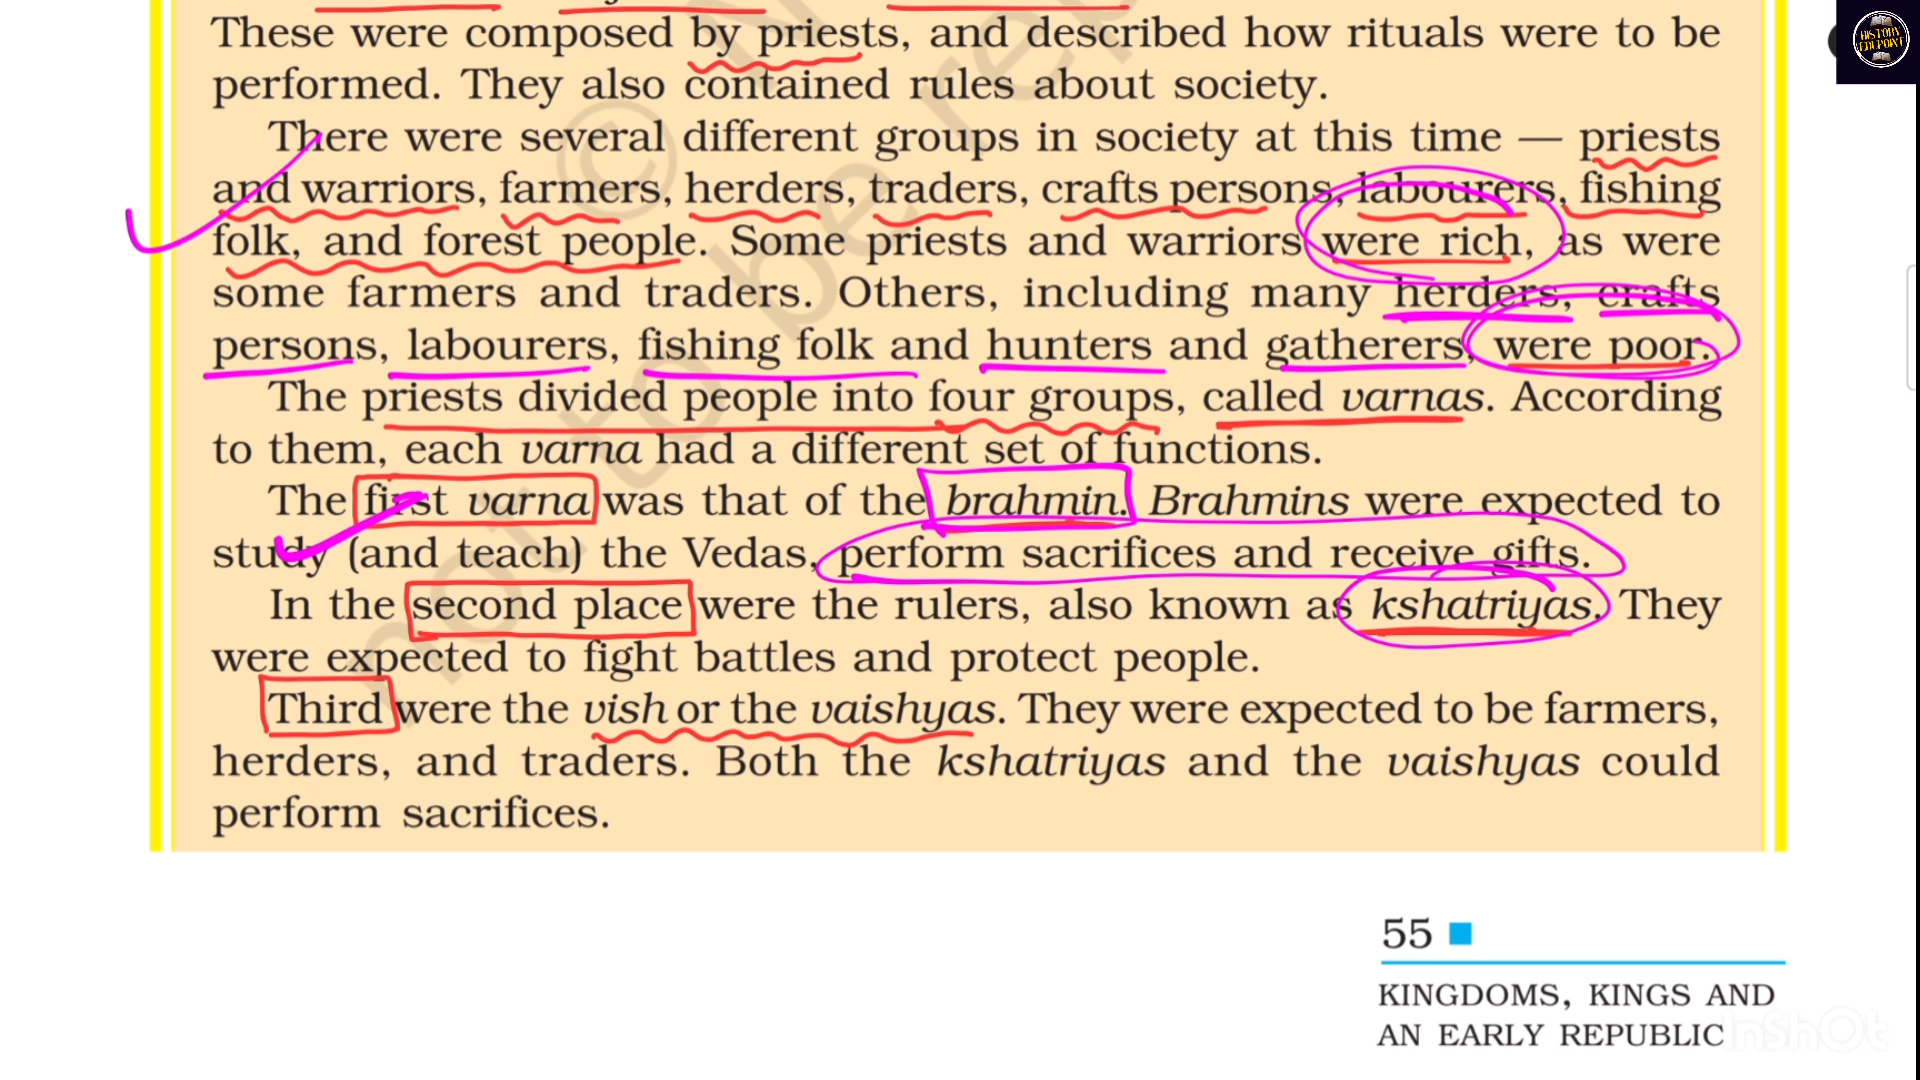 These were composed by priests, and described how rituals were to be
performed. They also contained rules about society.
There were several different groups in society at this time — priests
and warriors, farmers, herders, traders, crafts persons, labourers, fishing
folk, and forest people. Some priests and warriors were rich, as were
some farmers and traders. Others, including many herders, crafts
persons, labourers, fishing folk and hunters and gatherers, were poor.
The priests divided people into four groups, called varnas. According
to them, each varna had a different set of functions.
The first varna was that of the brahmin. Brahmins were expected to
study (and teach) the Vedas, perform sacrifices and receive gifts.
In the second place were the rulers, also known as kshatriyas. They
were expected to fight battles and protect people.
Third were the vish or the vaishyas. They were expected to be farmers,
herders, and traders. Both the kshatriyas and the vaishyas could
perform sacrifices.
55
KINGDOMS, KINGS AND
AN EARLY REPUBLIC
InShOt
HISTORY
not to be rep
©